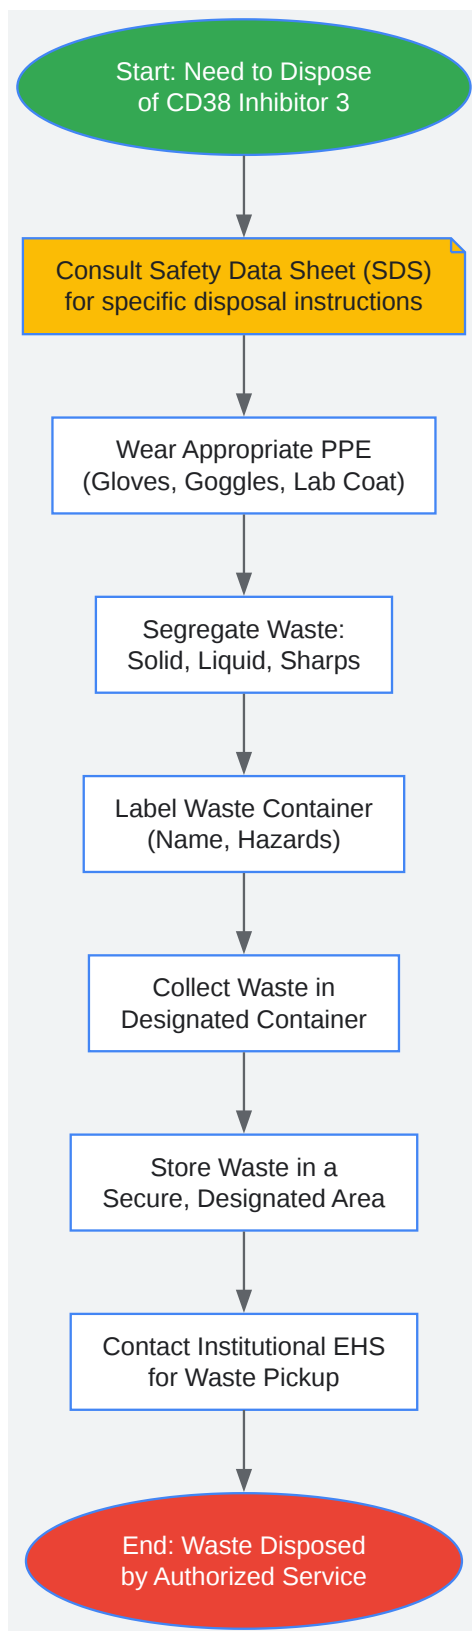 Start: Need to Dispose
of CD38 Inhibitor 3
Consult Safety Data Sheet (SDS)
for specific disposal instructions
Wear Appropriate PPE
(Gloves, Goggles, Lab Coat)
Segregate Waste:
Solid, Liquid, Sharps
Label Waste Container
(Name, Hazards)
Collect Waste in
Designated Container
Store Waste in a
Secure, Designated Area
Contact Institutional EHS
for Waste Pickup
End: Waste Disposed
by Authorized Service